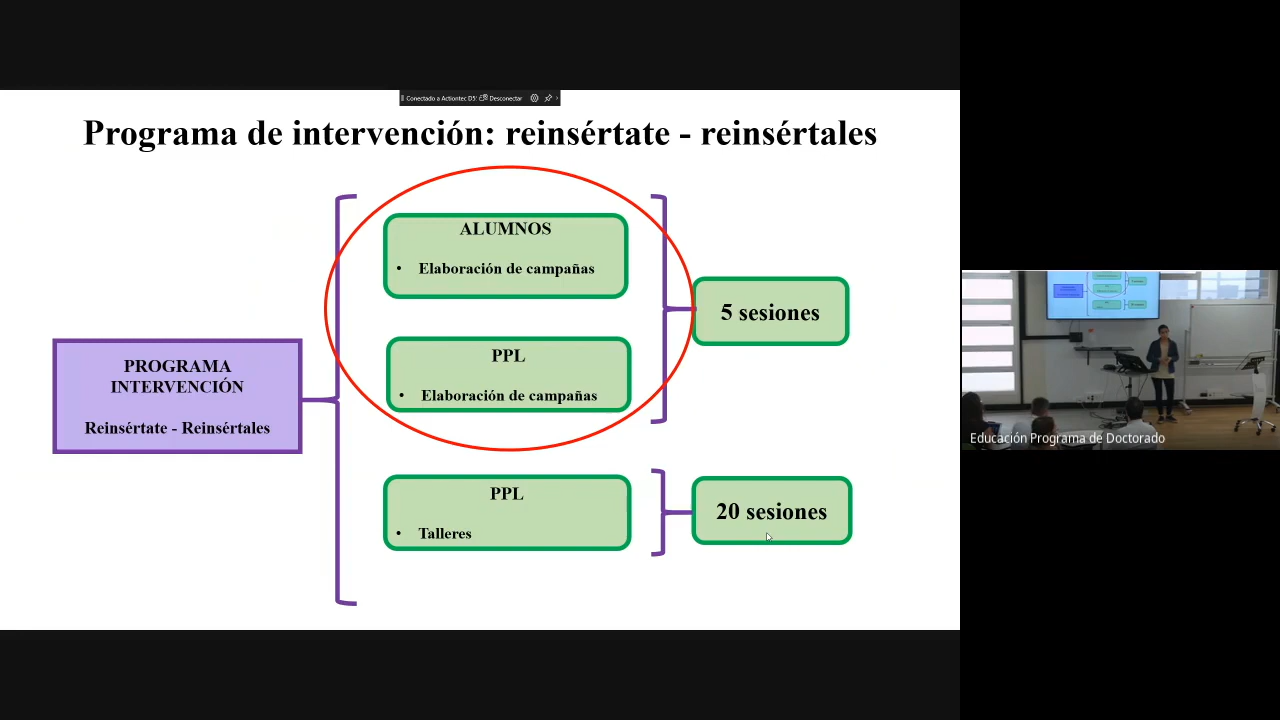 Conectado a Actiontec D5 Desconectar
Programa de intervención: reinsértate - reinsértales
ALUMNOS
• Elaboración de campañas
5 sesiones
PPL
• Elaboración de campañas
PROGRAMA
INTERVENCIÓN
Reinsértate - Reinsértales
PPL
• Talleres
20 sesiones
Educación Programa de Doctorado